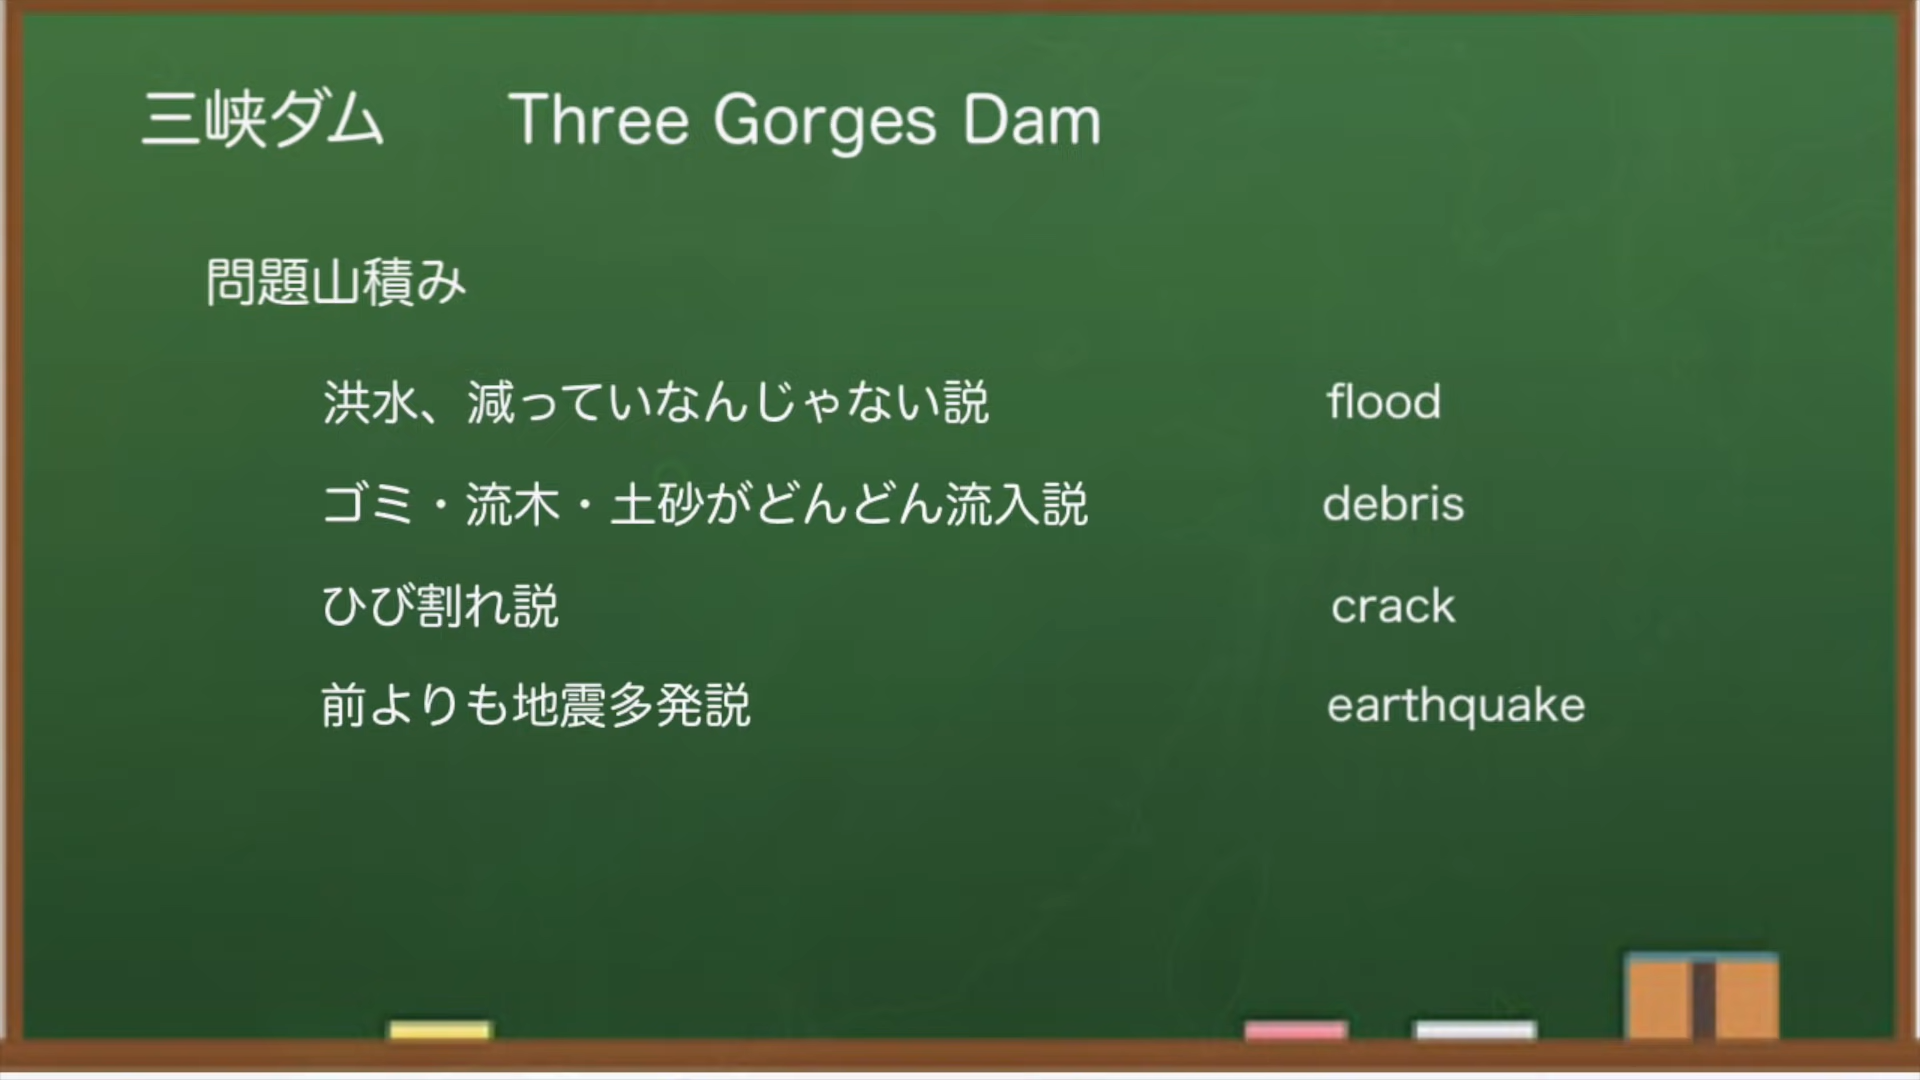 三峡ダム Three Gorges Dam
問題山積み
洪水、減っていなんじゃない説 flood
ゴミ・流木・土砂がどんどん流入説 debris
ひび割れ説 crack
前よりも地震多発説 earthquake